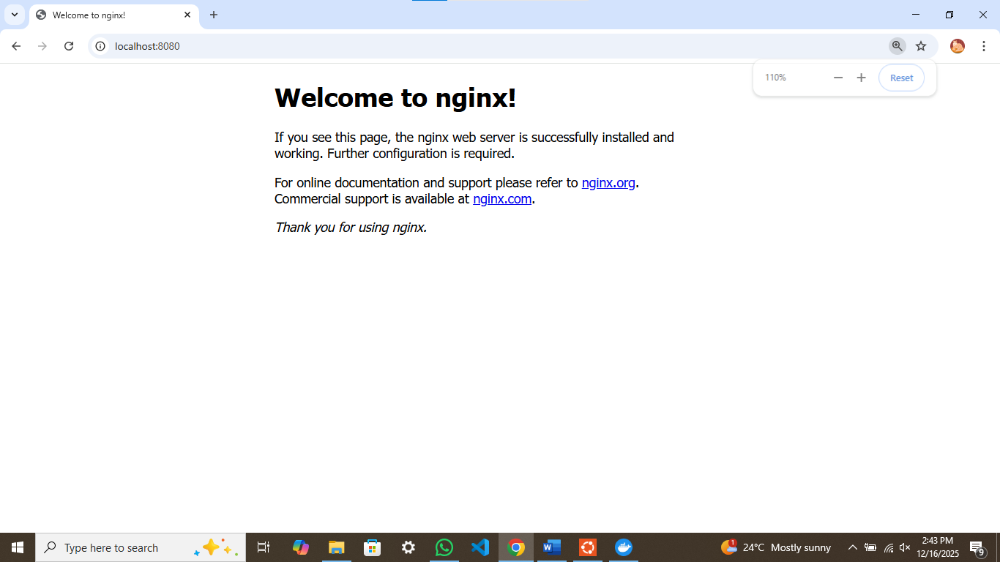 Welcome to nginx!
localhost:8080
110%
Reset
Welcome to nginx!
If you see this page, the nginx web server is successfully installed and
working. Further configuration is required.
For online documentation and support please refer to nginx.org.
Commercial support is available at nginx.com.
Thank you for using nginx.
Type here to search
1
24°C Mostly sunny
2:43 PM
12/16/2025
9